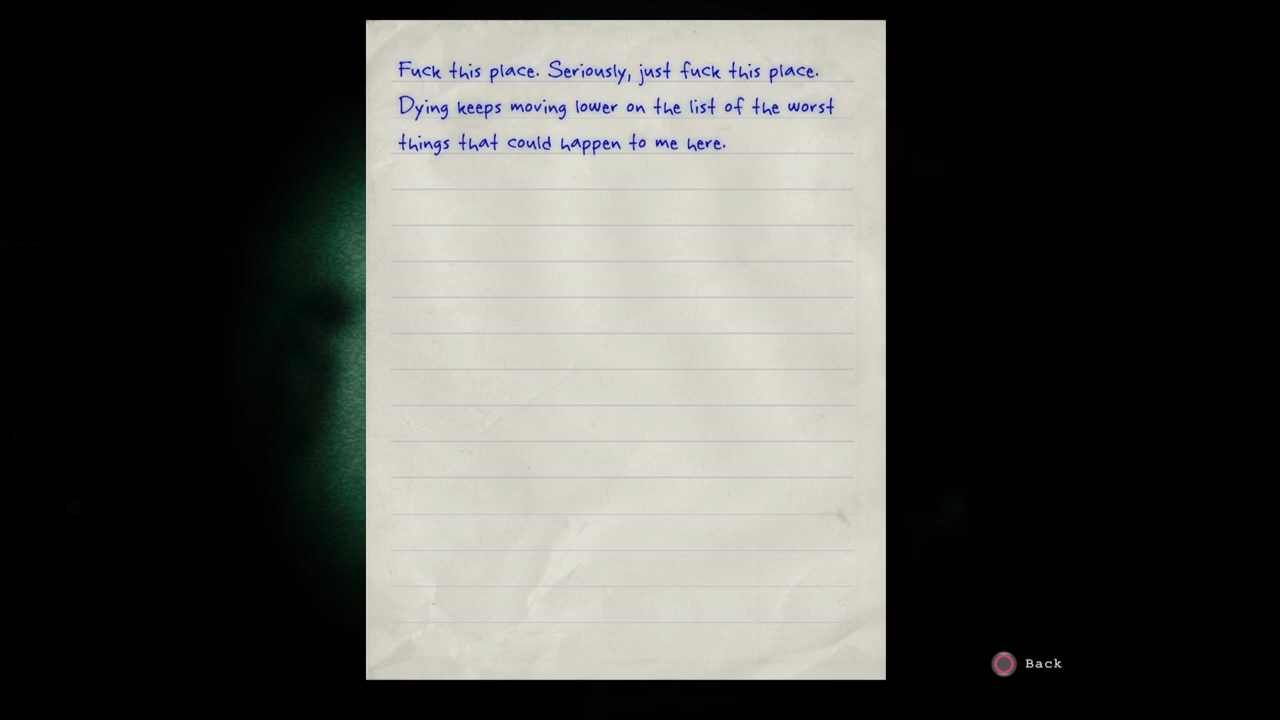 Fuck this place. Seriously, just fuck this place.
Dying keeps moving lower on the list of the worst
things that could happen to me here.
Back